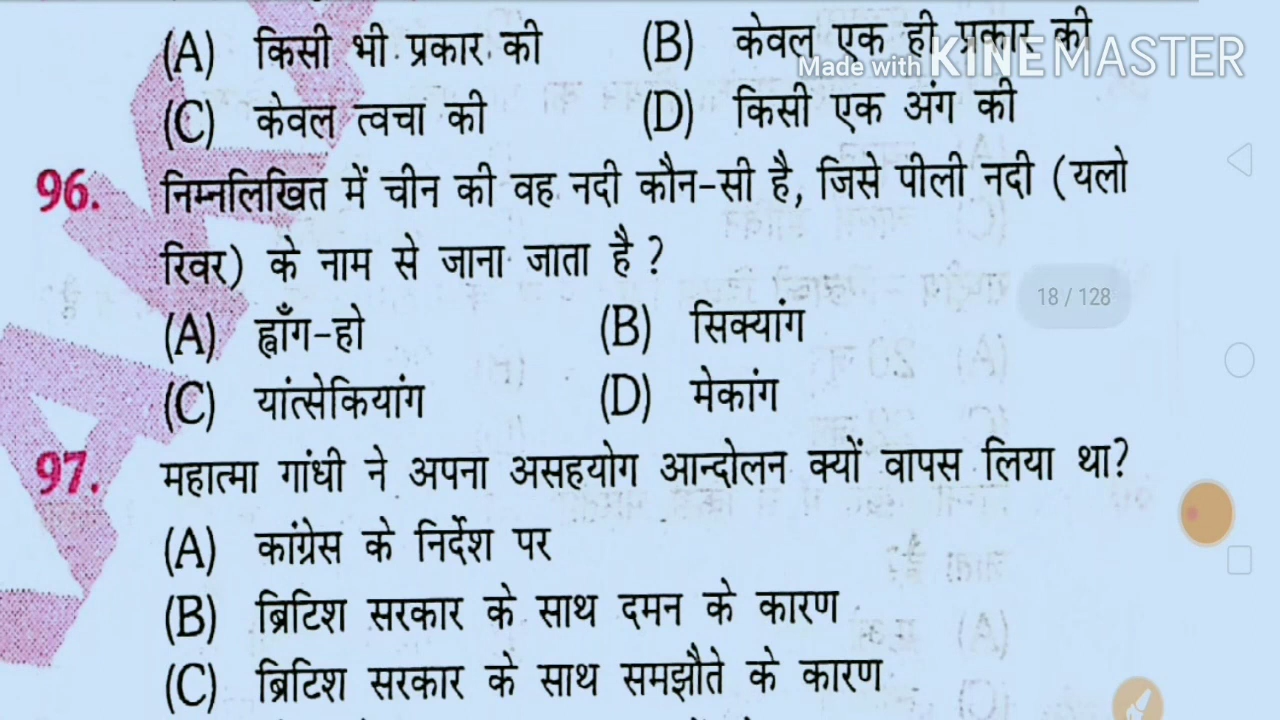 (A) किसी भी प्रकार की (B) केवल एक ही प्रकार की
Made with KINEMASTER
(C) केवल त्वचा की (D) किसी एक अंग की
96. निम्नलिखित में चीन की वह नदी कौन-सी है, जिसे पीली नदी (यलो
रिवर) के नाम से जाना जाता है ?
18 / 128
(A) ह्वाँग-हो (B) सिक्यांग
(C) यांत्सेकियांग (D) मेकांग
97. महात्मा गांधी ने अपना असहयोग आन्दोलन क्यों वापस लिया था?
(A) कांग्रेस के निर्देश पर
(B) ब्रिटिश सरकार के साथ दमन के कारण
(C) ब्रिटिश सरकार के साथ समझौते के कारण